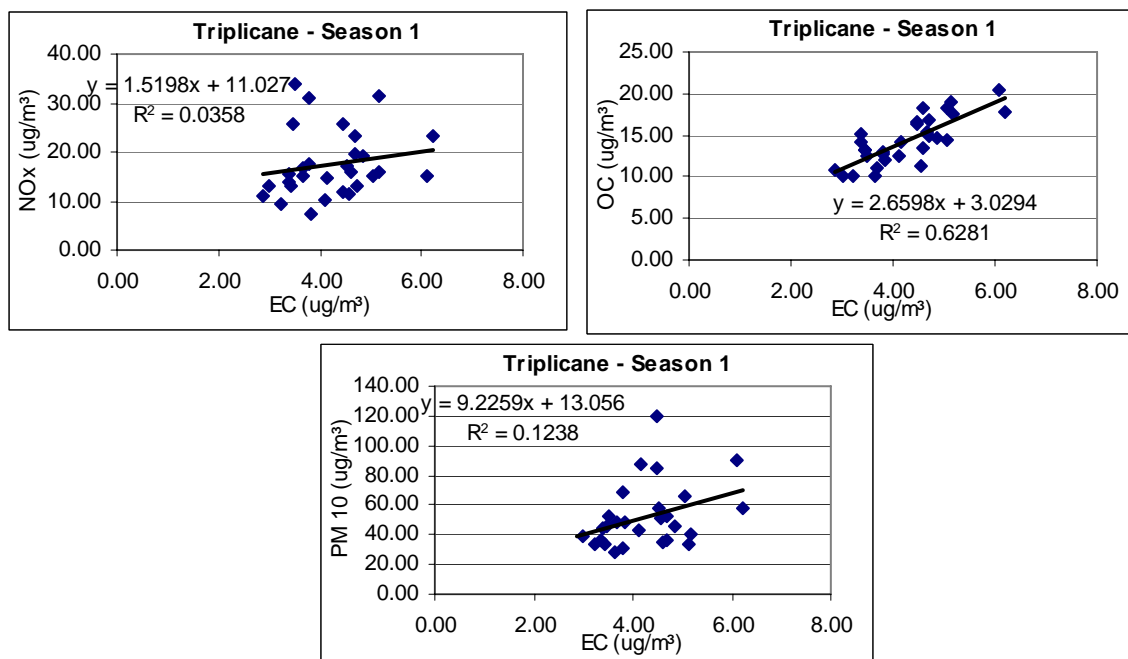 Triplicane - Season 1
40.00
30.00
20.00
10.00
0.00
y = 1.5198x + 11.027
R² = 0.0358
NOx (ug/m³)
0.00 2.00 4.00 6.00 8.00
EC (ug/m³)
Triplicane - Season 1
25.00
20.00
15.00
10.00
5.00
0.00
y = 2.6598x + 3.0294
R² = 0.6281
OC (ug/m³)
0.00 2.00 4.00 6.00 8.00
EC (ug/m³)
Triplicane - Season 1
140.00
120.00
100.00
80.00
60.00
40.00
20.00
0.00
y = 9.2259x + 13.056
R² = 0.1238
PM 10 (ug/m³)
0.00 2.00 4.00 6.00 8.00
EC (ug/m³)